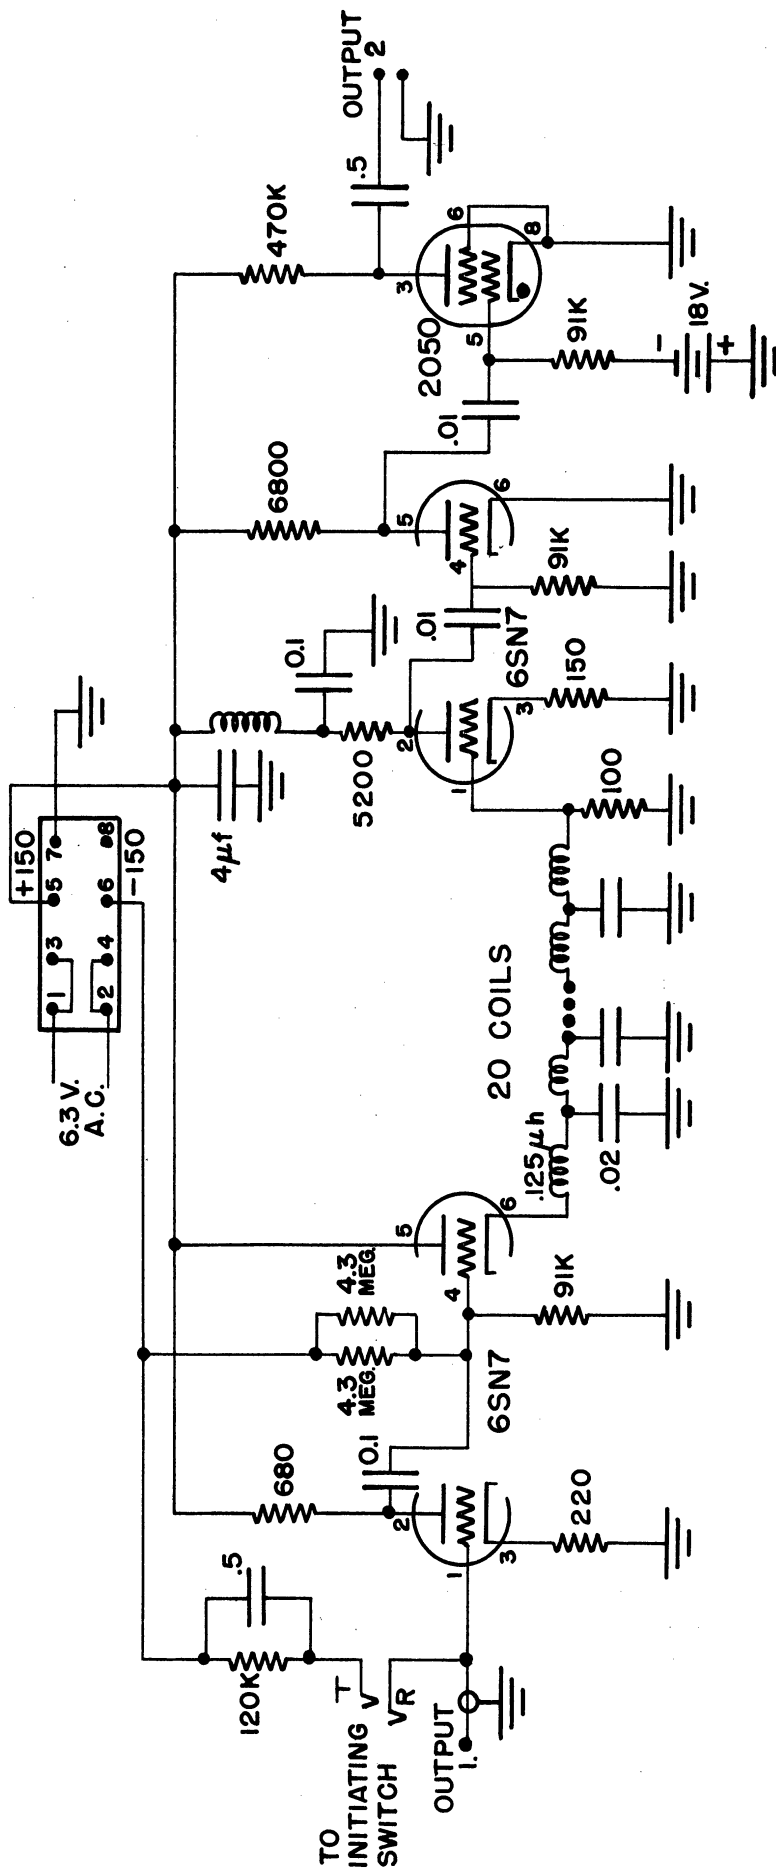 6.3 V.
A.C.
1 3 5 7
2 4 6 8
+150
-150
TO
INITIATING
SWITCH
T
V
VR
OUTPUT
1.
120K
.5
680
0.1
2
1
3
220
6SN7
4.3
MEG.
4.3
MEG.
91K
5
4
6
.125μh
.02
20 COILS
100
4μf
5200
0.1
2
1
3
150
6SN7
.01
91K
6800
5
4
6
.01
2050
470K
.5
3
5
6
8
91K
-
18V.
+
OUTPUT
2